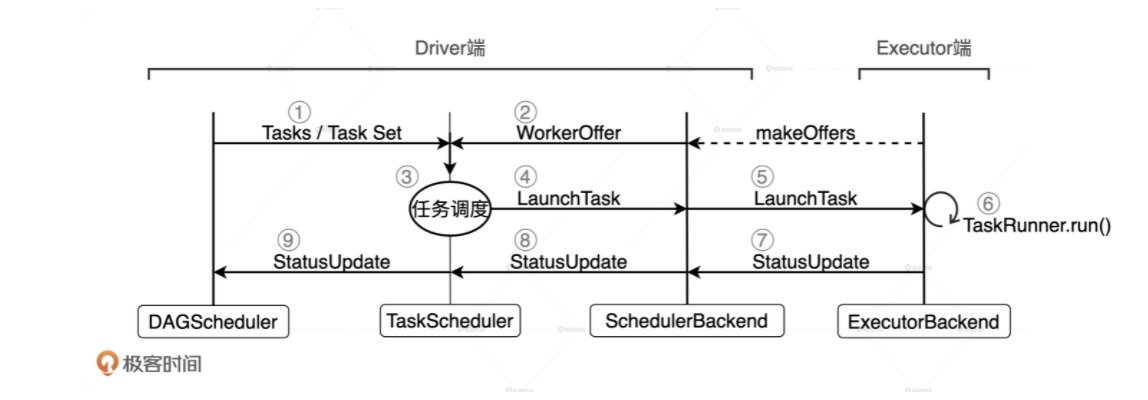 Driver端
Executor端
①
②
Tasks / Task Set
WorkerOffer
makeOffers
③
④
⑤
任务调度
LaunchTask
LaunchTask
⑥
TaskRunner.run()
⑨
⑧
⑦
StatusUpdate
StatusUpdate
StatusUpdate
DAGScheduler
TaskScheduler
SchedulerBackend
ExecutorBackend
极客时间